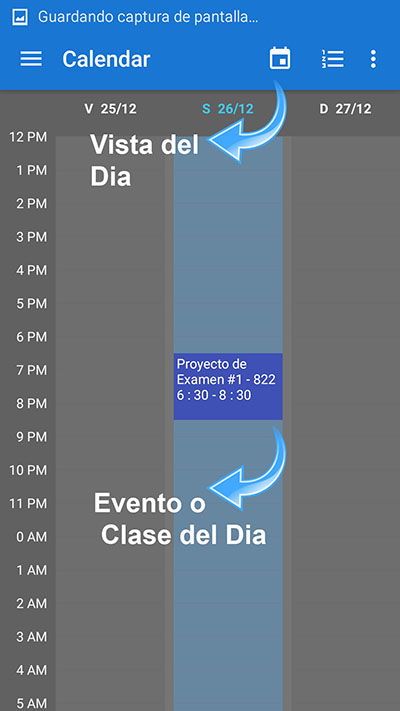 Guardando captura de pantalla...
Calendar
V 25/12 S 26/12 D 27/12
12 PM
Vista del
Dia
1 PM
2 PM
3 PM
4 PM
5 PM
6 PM
7 PM
Proyecto de
Examen #1 - 822
6 : 30 - 8 : 30
8 PM
9 PM
10 PM
11 PM
Evento o
Clase del Dia
0 AM
1 AM
2 AM
3 AM
4 AM
5 AM